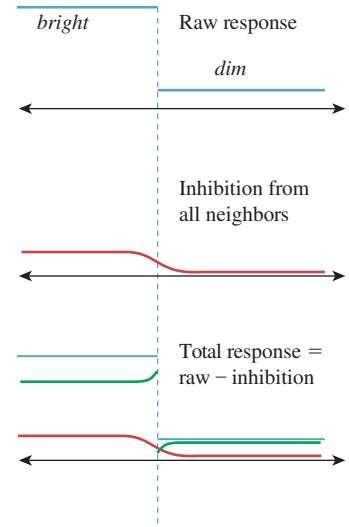 bright
Raw response
dim
Inhibition from
all neighbors
Total response =
raw − inhibition